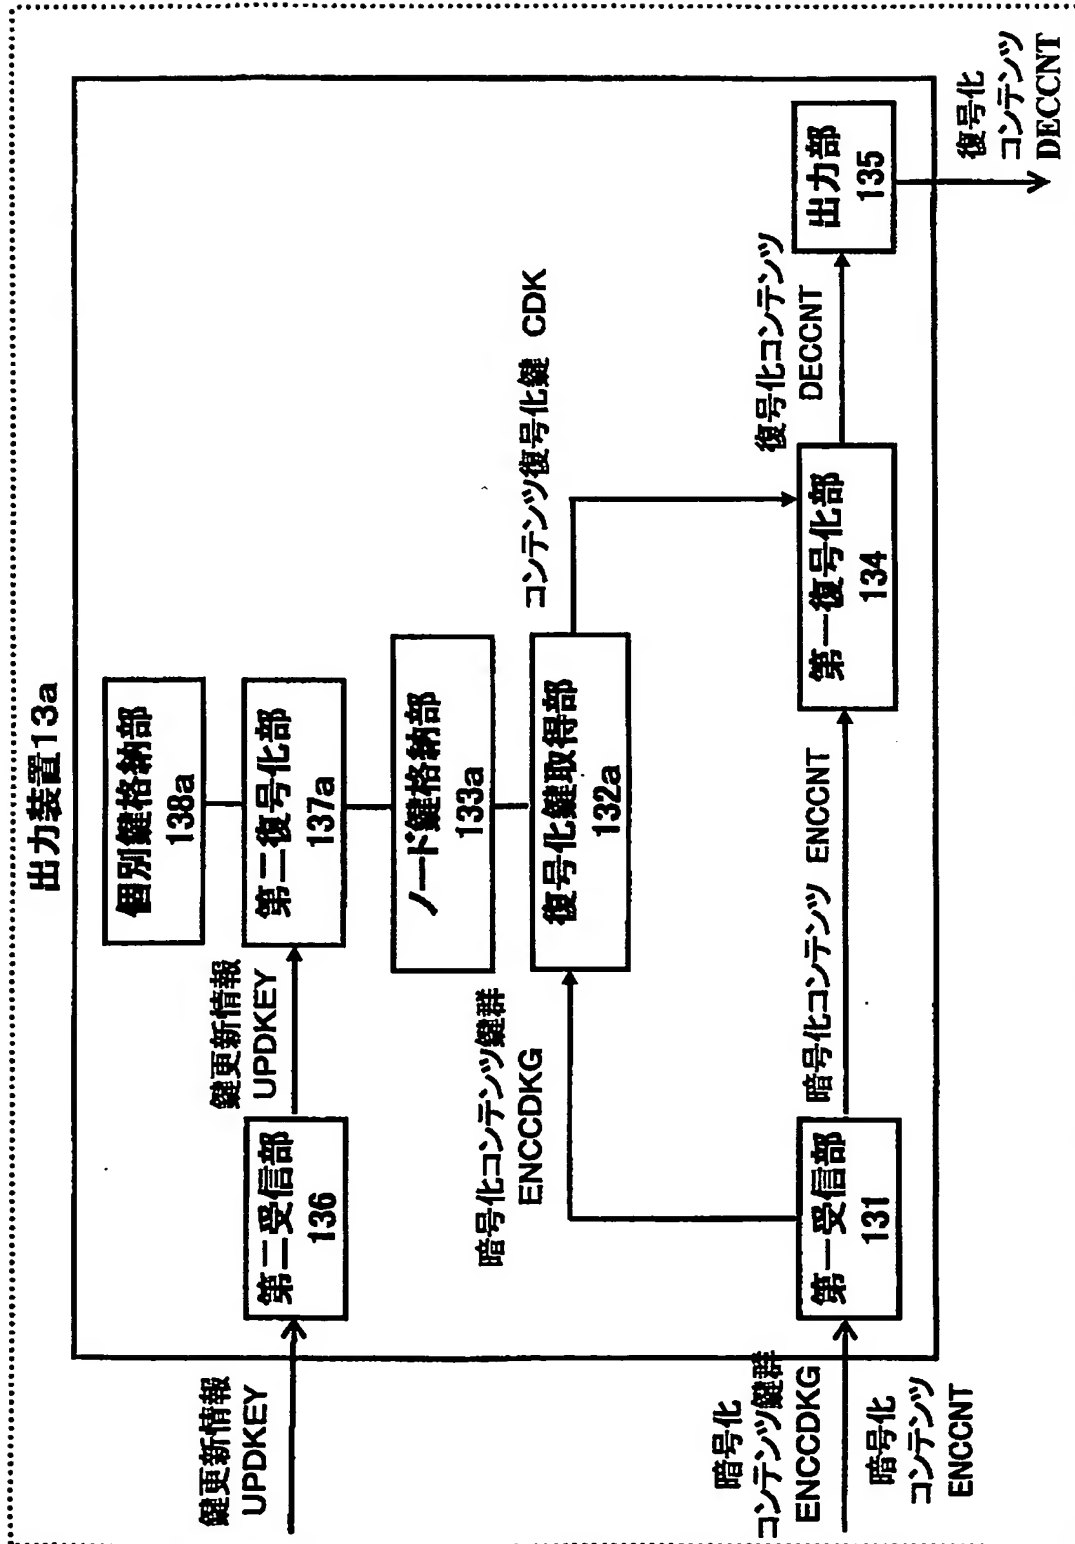 出力装置13a
個別鍵格納部
138a
鍵更新情報
UPDKEY
第二受信部
136
鍵更新情報
UPDKEY
第二復号化部
137a
ノード鍵格納部
133a
暗号化コンテンツ鍵群
ENCCDKG
復号化鍵取得部
132a
コンテンツ復号化鍵 CDK
暗号化
コンテンツ鍵群
ENCCDKG
暗号化
コンテンツ
ENCCNT
第一受信部
131
暗号化コンテンツ ENCCNT
第一復号化部
134
復号化コンテンツ
DECCNT
出力部
135
復号化
コンテンツ
DECCNT